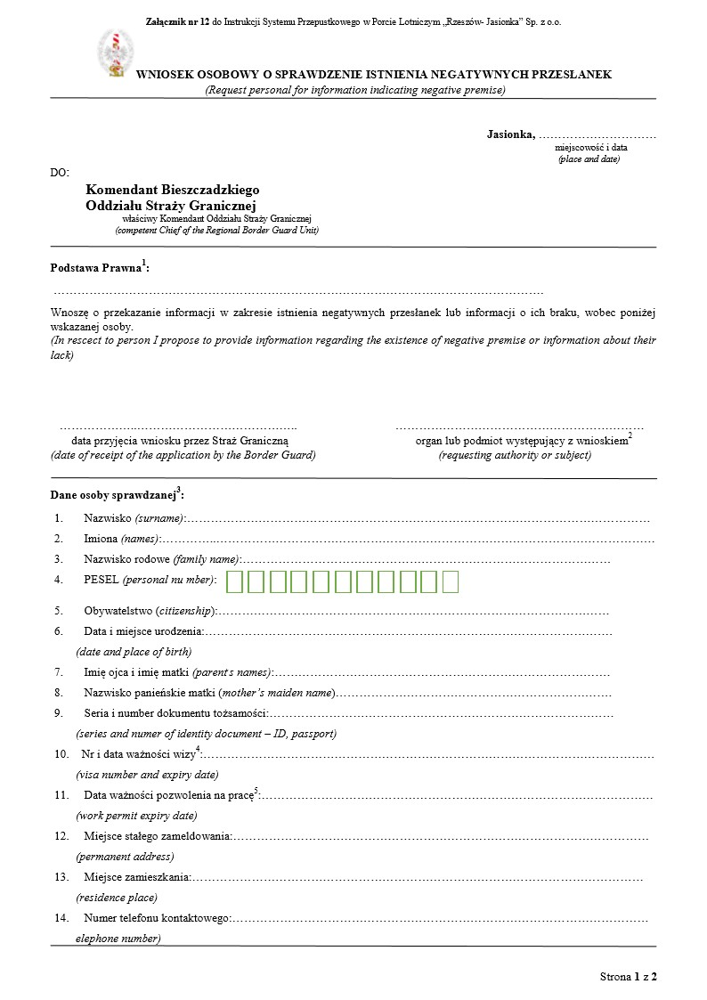 Załącznik nr 12 do Instrukcji Systemu Przepustkowego w Porcie Lotniczym „Rzeszów- Jasionka” Sp. z o.o.
WNIOSEK OSOBOWY O SPRAWDZENIE ISTNIENIA NEGATYWNYCH PRZESŁANEK
(Request personal for information indicating negative premise)
Jasionka, …………………………
miejscowość i data
(place and date)
DO:
Komendant Bieszczadzkiego
Oddziału Straży Granicznej
właściwy Komendant Oddziału Straży Granicznej
(competent Chief of the Regional Border Guard Unit)
Podstawa Prawna1:
……………………………………………………………………………………………………………
Wnoszę o przekazanie informacji w zakresie istnienia negatywnych przesłanek lub informacji o ich braku, wobec poniżej
wskazanej osoby.
(In rescect to person I propose to provide information regarding the existence of negative premise or information about their
lack)
…………………………………………………….. ………………………………………………………
data przyjęcia wniosku przez Straż Graniczną organ lub podmiot występujący z wnioskiem2
(date of receipt of the application by the Border Guard) (requesting authority or subject)
Dane osoby sprawdzanej3:
1. Nazwisko (surname):………………………………………………………………………………………………………
2. Imiona (names):……………………………………………………………………………………………………………
3. Nazwisko rodowe (family name):…………………………………………………………………………………
4. PESEL (personal nu mber):
5. Obywatelstwo (citizenship):………………………………………………………………………………………
6. Data i miejsce urodzenia:…………………………………………………………………………………………
(date and place of birth)
7. Imię ojca i imię matki (parent's names):…………………………………………………………………………
8. Nazwisko panieńskie matki (mother’s maiden name)……………………………………………………………
9. Seria i number dokumentu tożsamości:……………………………………………………………………………
(series and numer of identity document – ID, passport)
10. Nr i data ważności wizy4:……………………………………………………………………………………………………
(visa number and expiry date)
11. Data ważności pozwolenia na pracę5:………………………………………………………………………………………
(work permit expiry date)
12. Miejsce stałego zameldowania:……………………………………………………………………………………………
(permanent address)
13. Miejsce zamieszkania:……………………………………………………………………………………………………
(residence place)
14. Numer telefonu kontaktowego:……………………………………………………………………………………………
elephone number)
Strona 1 z 2